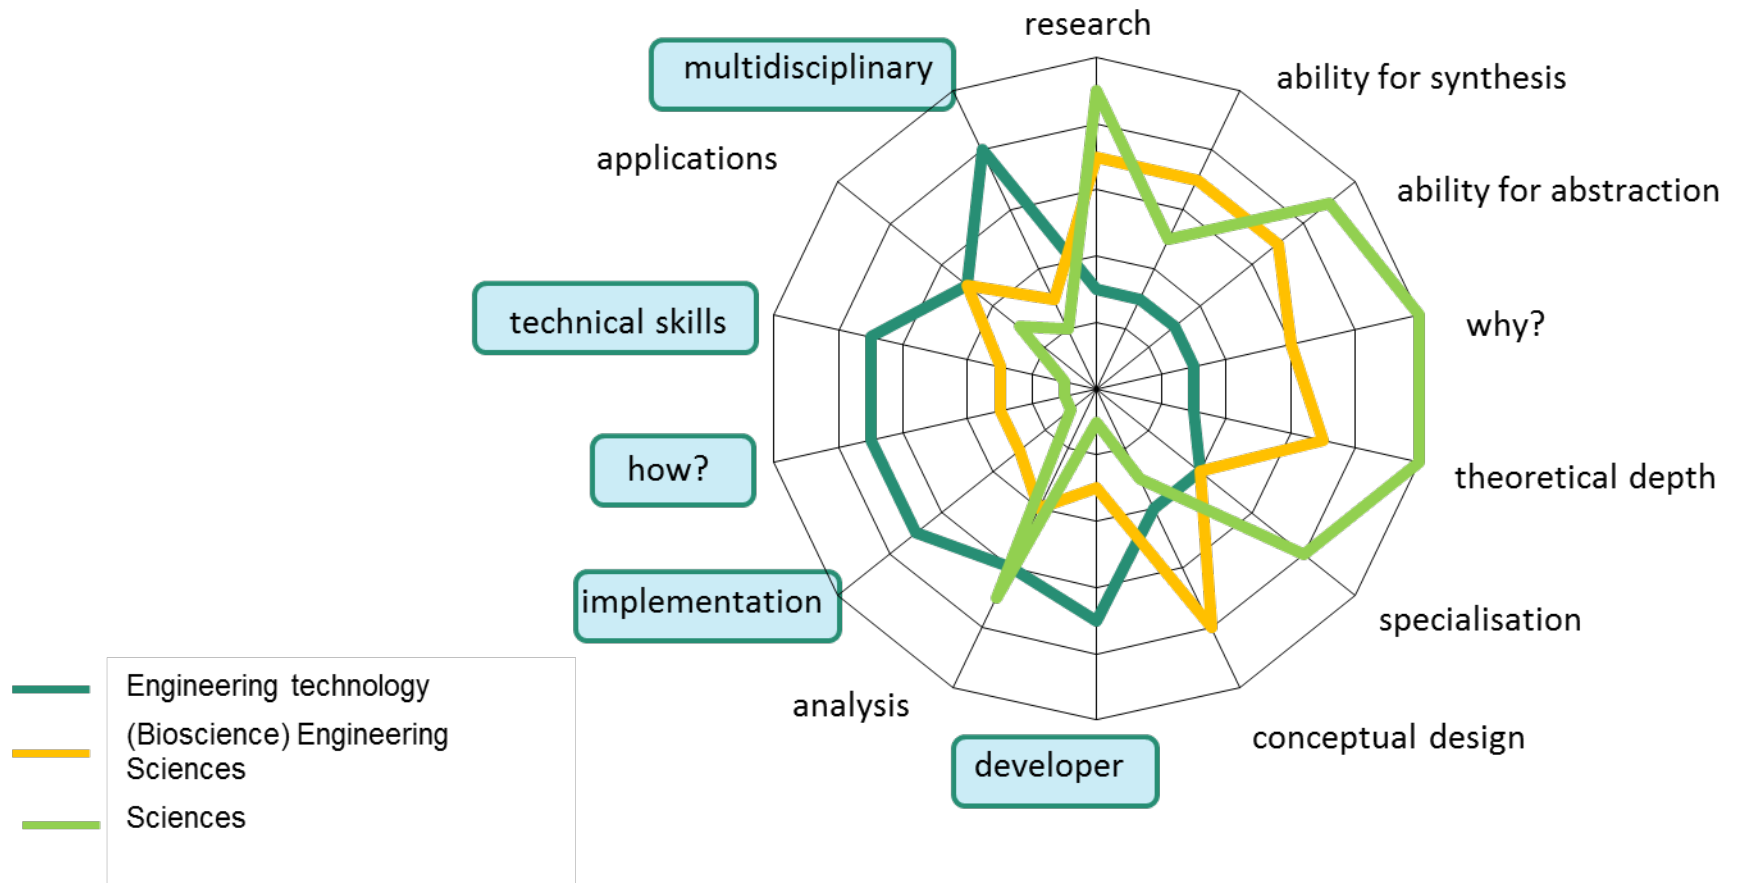 research
multidisciplinary
ability for synthesis
applications
ability for abstraction
technical skills
why?
how?
theoretical depth
implementation
specialisation
analysis
conceptual design
developer
Engineering technology
(Bioscience) Engineering
Sciences
Sciences